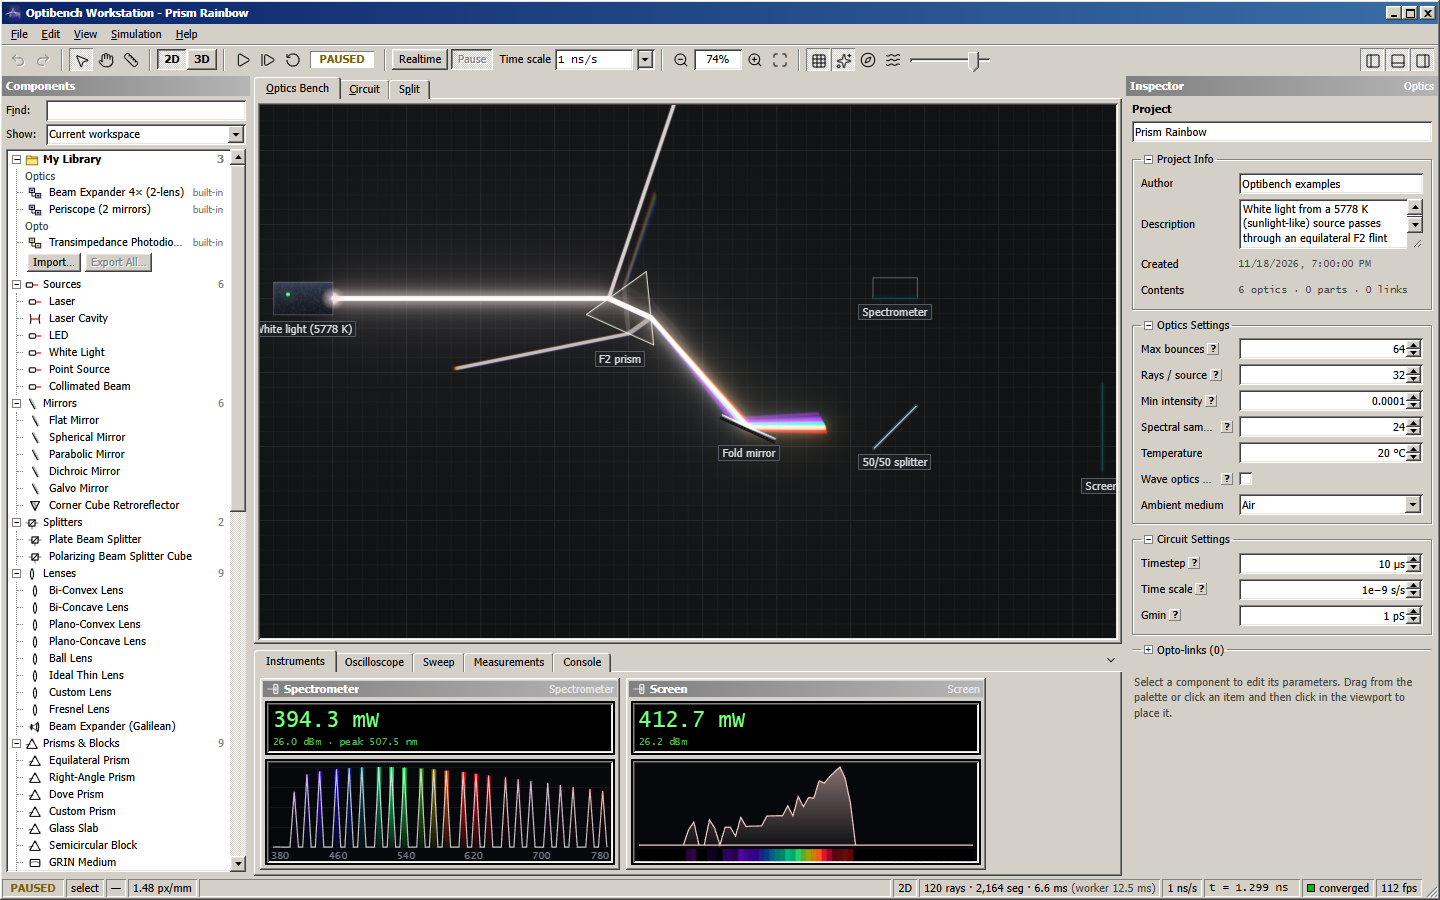 Optibench Workstation - Prism Rainbow
File Edit View Simulation Help
2D 3D PAUSED Realtime Pause Time scale 1 ns/s 74%
Components
Find:
Show: Current workspace
My Library 3
Optics
Beam Expander 4× (2-lens) built-in
Periscope (2 mirrors) built-in
Opto
Transimpedance Photodio... built-in
Import... Export All...
Sources 6
Laser
Laser Cavity
LED
White Light
Point Source
Collimated Beam
Mirrors 6
Flat Mirror
Spherical Mirror
Parabolic Mirror
Dichroic Mirror
Galvo Mirror
Corner Cube Retroreflector
Splitters 2
Plate Beam Splitter
Polarizing Beam Splitter Cube
Lenses 9
Bi-Convex Lens
Bi-Concave Lens
Plano-Convex Lens
Plano-Concave Lens
Ball Lens
Ideal Thin Lens
Custom Lens
Fresnel Lens
Beam Expander (Galilean)
Prisms & Blocks 9
Equilateral Prism
Right-Angle Prism
Dove Prism
Custom Prism
Glass Slab
Semicircular Block
GRIN Medium
Optics Bench Circuit Split
White light (5778 K)
F2 prism
Spectrometer
Fold mirror
50/50 splitter
Screen
Instruments Oscilloscope Sweep Measurements Console
Spectrometer Spectrometer
394.3 mW
26.0 dBm · peak 507.5 nm
380 460 540 620 700 780
Screen Screen
412.7 mW
26.2 dBm
Inspector Optics
Project
Prism Rainbow
Project Info
Author Optibench examples
Description White light from a 5778 K
(sunlight-like) source passes
through an equilateral F2 flint
Created 11/18/2026, 7:00:00 PM
Contents 6 optics · 0 parts · 0 links
Optics Settings
Max bounces ? 64
Rays / source ? 32
Min intensity ? 0.0001
Spectral sam... ? 24
Temperature 20 °C
Wave optics ... ?
Ambient medium Air
Circuit Settings
Timestep ? 10 µs
Time scale ? 1e−9 s/s
Gmin ? 1 pS
Opto-links (0)
Select a component to edit its parameters. Drag from the
palette or click an item and then click in the viewport to
place it.
PAUSED select — 1.48 px/mm 2D 120 rays · 2,164 seg · 6.6 ms (worker 12.5 ms) 1 ns/s t = 1.299 ns converged 112 fps